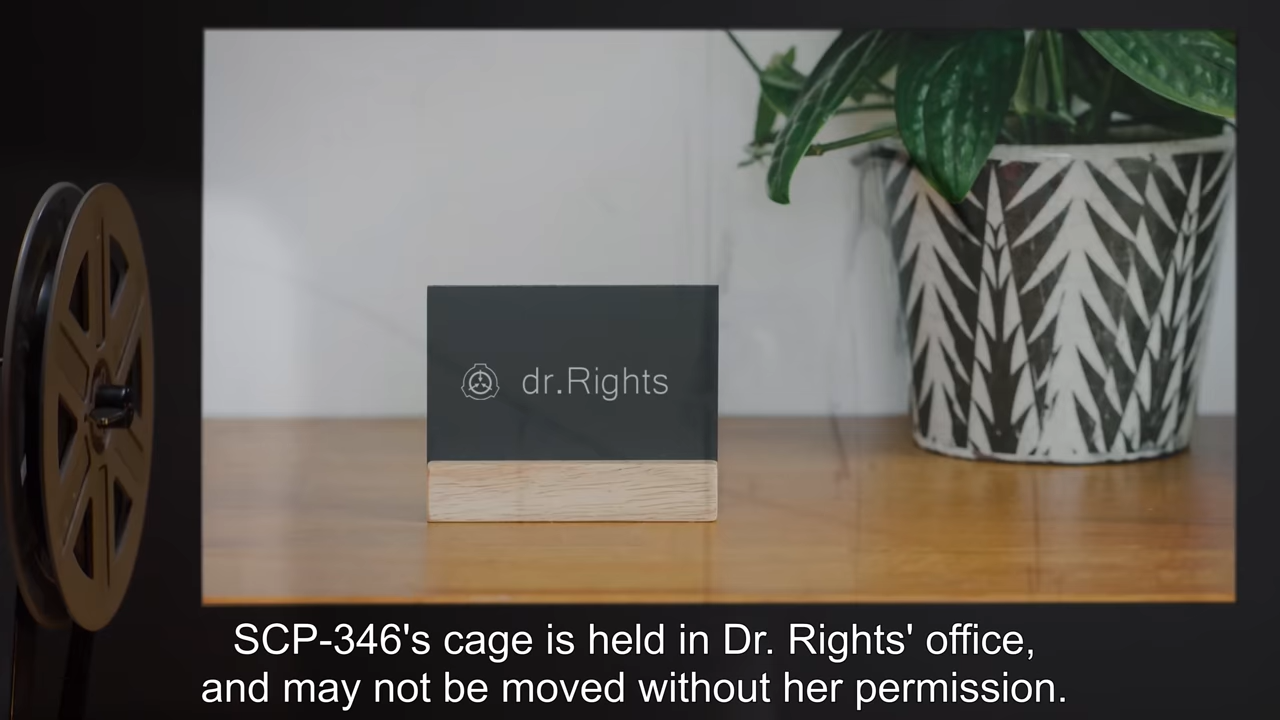 dr.Rights
SCP-346's cage is held in Dr. Rights' office,
and may not be moved without her permission.